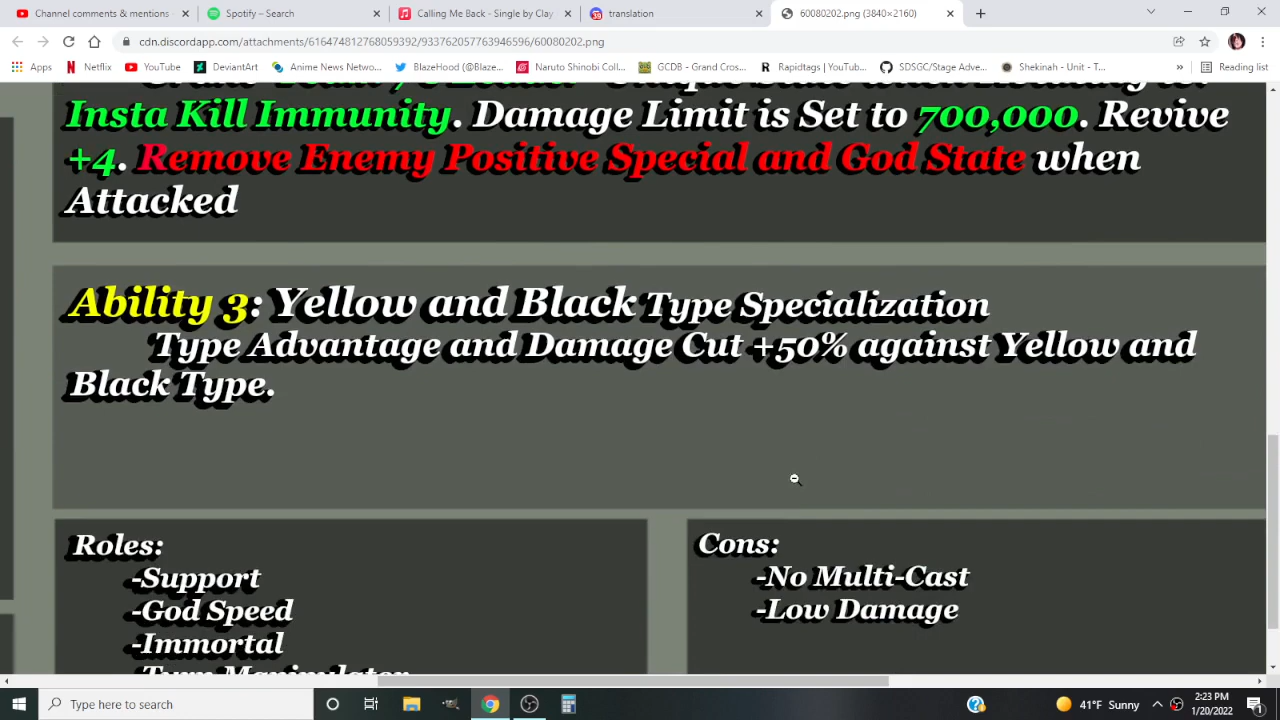 Channel comments & mentions
Spotify – Search
Calling Me Back - Single by Clay
translation
60080202.png (3840×2160)
cdn.discordapp.com/attachments/616474812768059392/933762057763946596/60080202.png
Apps
Netflix
YouTube
DeviantArt
Anime News Netwo...
BlazeHood (@Blaze...
Naruto Shinobi Coll...
GCDB - Grand Cros...
Rapidtags | YouTub...
SDSGC/Stage Adve...
Shekinah - Unit - T...
»
Reading list
Insta Kill Immunity. Damage Limit is Set to 700,000. Revive
+4. Remove Enemy Positive Special and God State when
Attacked
Ability 3: Yellow and Black Type Specialization
Type Advantage and Damage Cut +50% against Yellow and
Black Type.
Roles:
-Support
-God Speed
-Immortal
-Turn Manipulator
Cons:
-No Multi-Cast
-Low Damage
Type here to search
41°F Sunny
2:23 PM
1/20/2022